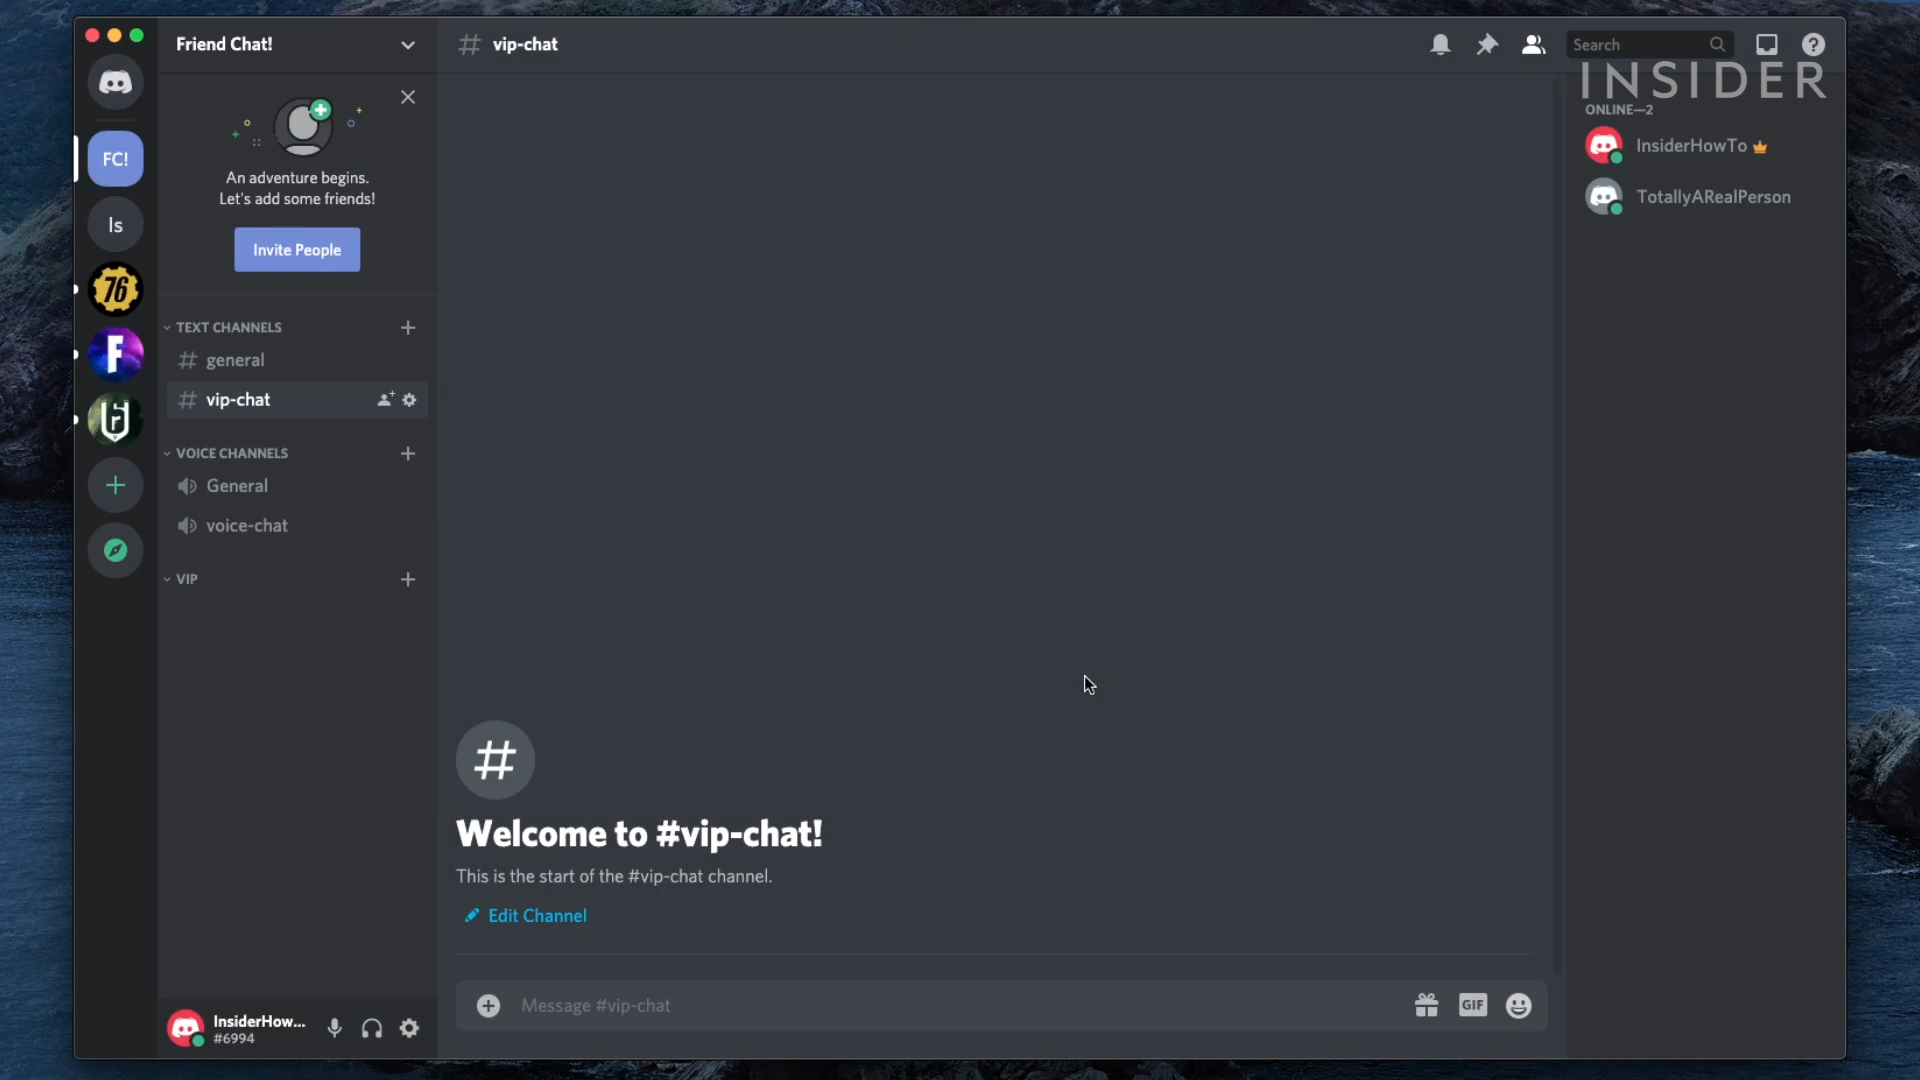 Friend Chat!
vip-chat
Search
INSIDER
FC!
An adventure begins.
Let's add some friends!
Invite People
Is
76
F
TEXT CHANNELS
general
vip-chat
VOICE CHANNELS
General
voice-chat
VIP
ONLINE—2
InsiderHowTo
TotallyARealPerson
Welcome to #vip-chat!
This is the start of the #vip-chat channel.
Edit Channel
Message #vip-chat
GIF
InsiderHow...
#6994